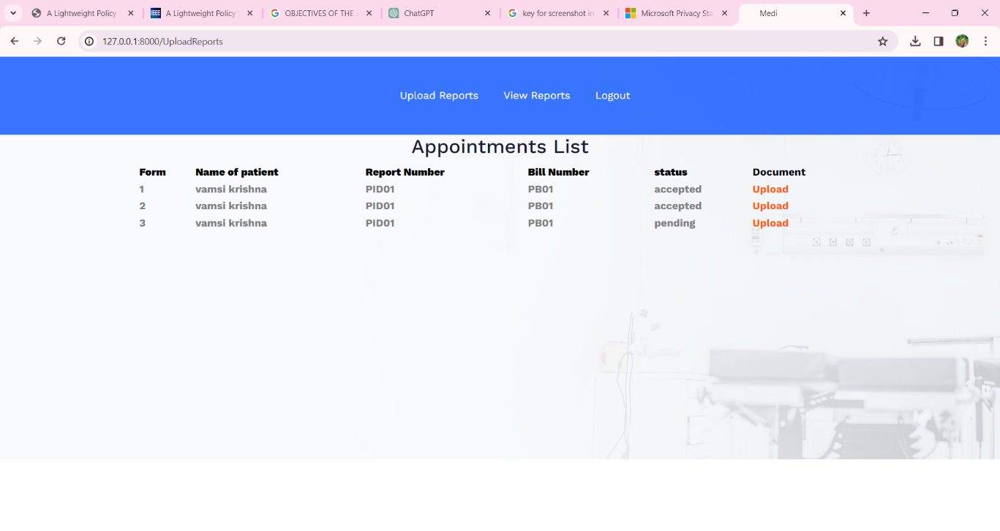 A Lightweight Policy
A Lightweight Policy
OBJECTIVES OF THE
ChatGPT
key for screenshot in
Microsoft Privacy Sta
Medi
127.0.0.1:8000/UploadReports
Upload Reports View Reports Logout
Appointments List
Form Name of patient Report Number Bill Number status Document
1 vamsi krishna PID01 PB01 accepted Upload
2 vamsi krishna PID01 PB01 accepted Upload
3 vamsi krishna PID01 PB01 pending Upload